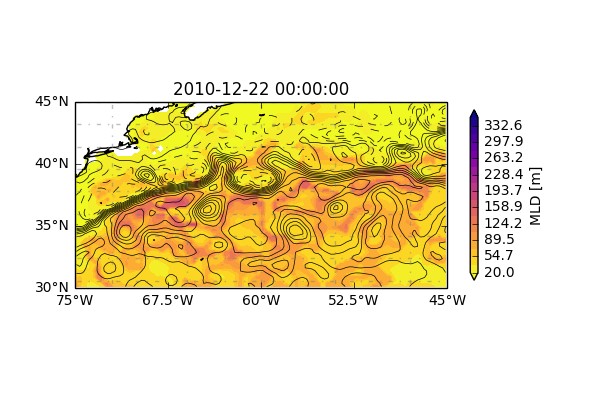 2010-12-22 00:00:00
45°N
40°N
35°N
30°N
75°W
67.5°W
60°W
52.5°W
45°W
332.6
297.9
263.2
228.4
193.7
158.9
124.2
89.5
54.7
20.0
MLD [m]